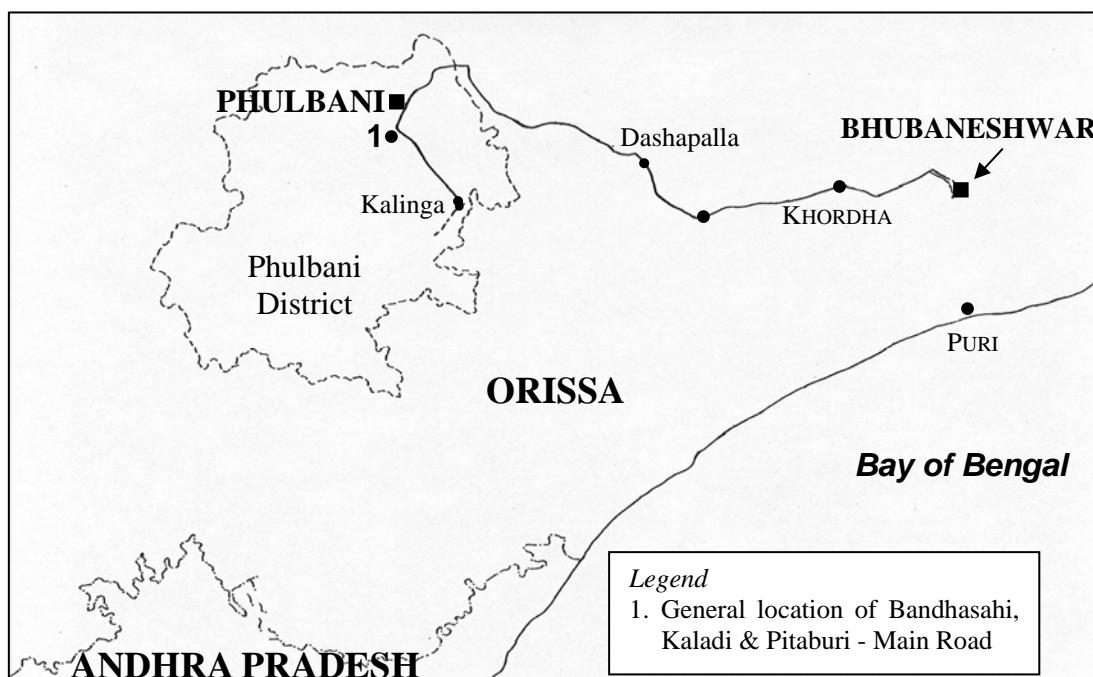 PHULBANI
BHUBANESHWAR
1
Dashapalla
KHORDHA
Kalinga
Phulbani
District
PURI
ORISSA
Bay of Bengal
Legend
1. General location of Bandhasahi,
Kaladi & Pitaburi - Main Road
ANDHRA PRADESH